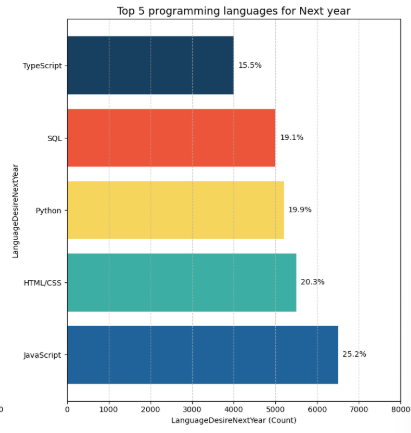 Top 5 programming languages for Next year
TypeScript
15.5%
SQL
19.1%
Python
19.9%
HTML/CSS
20.3%
JavaScript
25.2%
LanguageDesireNextYear
0
0 1000 2000 3000 4000 5000 6000 7000 8000
LanguageDesireNextYear (Count)